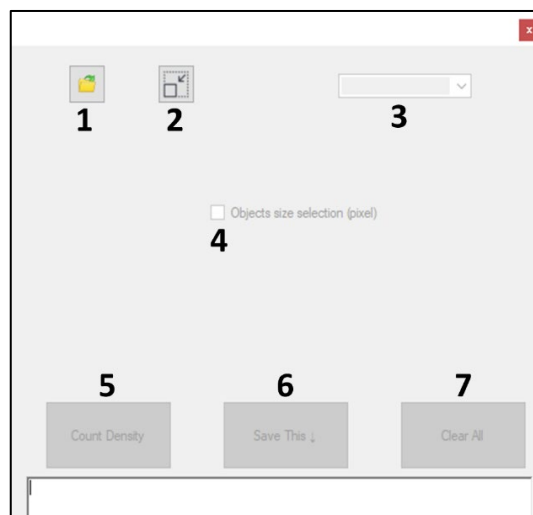 x
1
2
3
Objects size selection (pixel)
4
5
6
7
Count Density
Save This ↓
Clear All